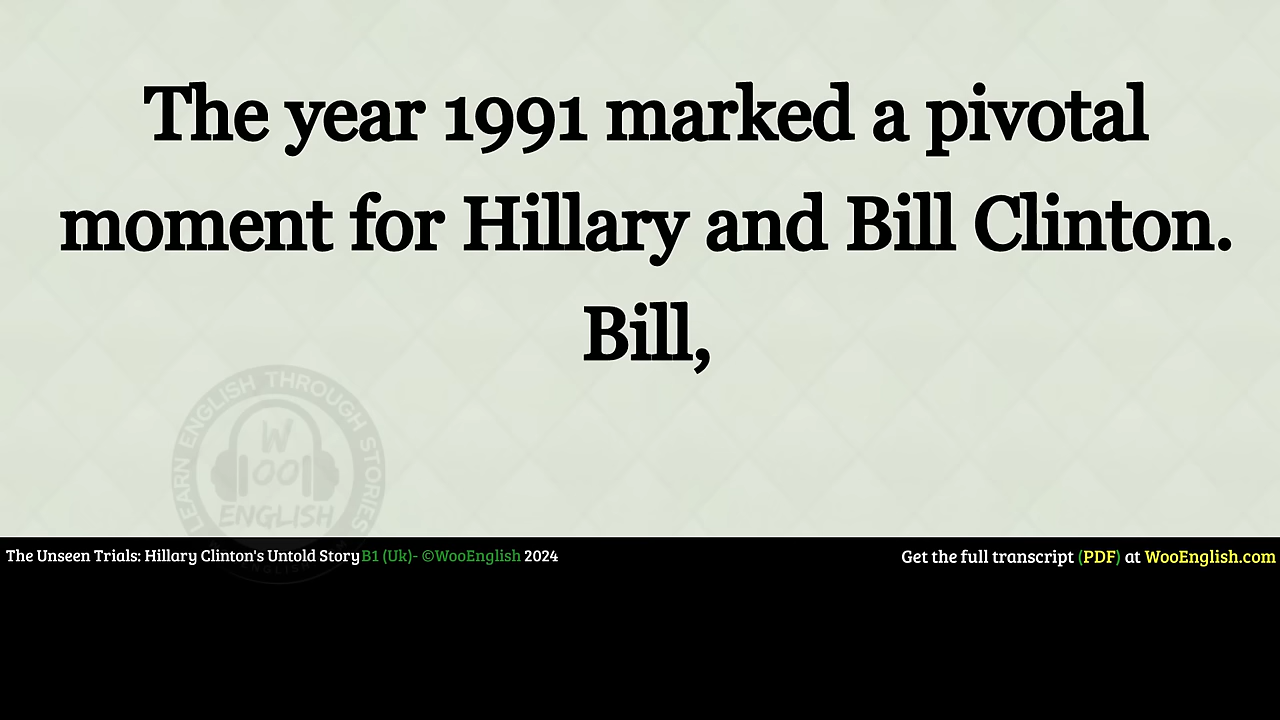 The year 1991 marked a pivotal
moment for Hillary and Bill Clinton.
Bill,
LEARN ENGLISH THROUGH STORIES
W
OO
ENGLISH
The Unseen Trials: Hillary Clinton's Untold Story B1 (Uk)- ©WooEnglish 2024
Get the full transcript (PDF) at WooEnglish.com